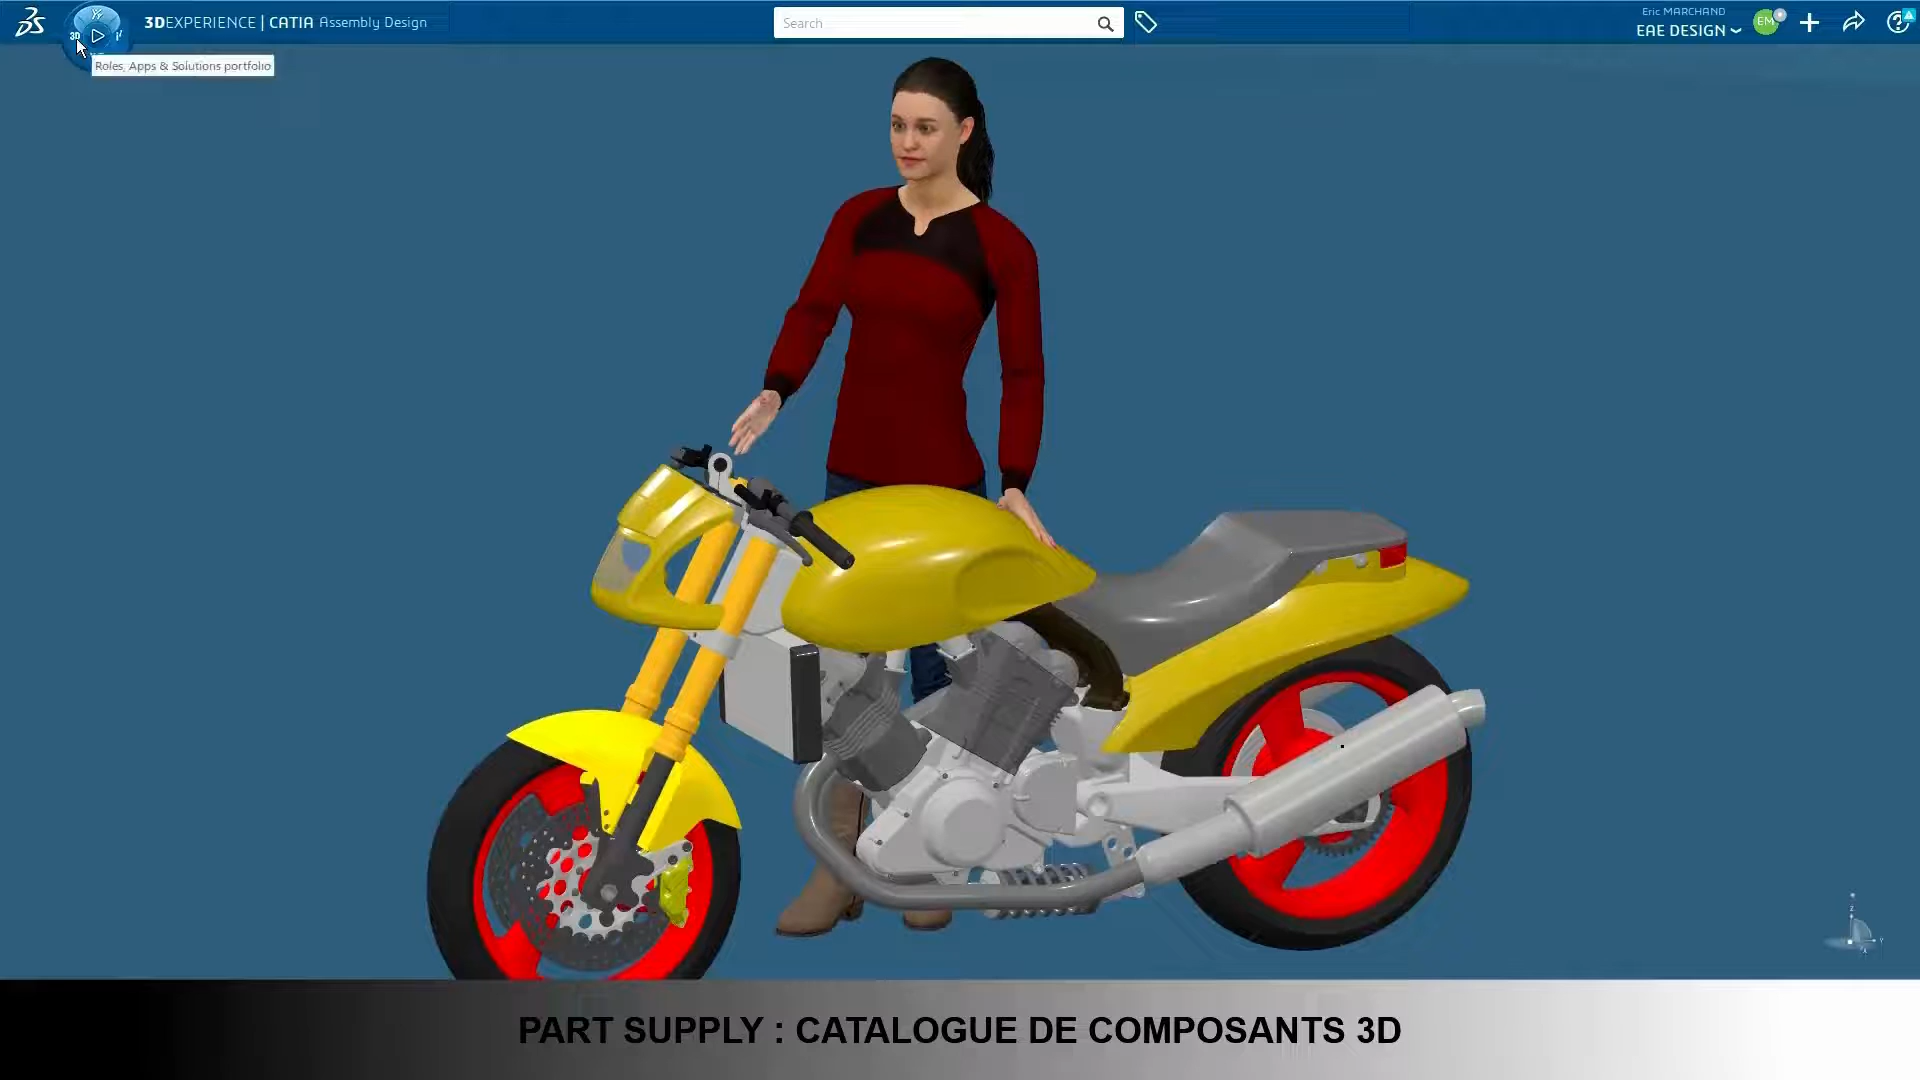 3DEXPERIENCE | CATIA Assembly Design
Search
Eric MARCHAND
EAE DESIGN
EM
3D
Roles, Apps & Solutions portfolio
PART SUPPLY : CATALOGUE DE COMPOSANTS 3D